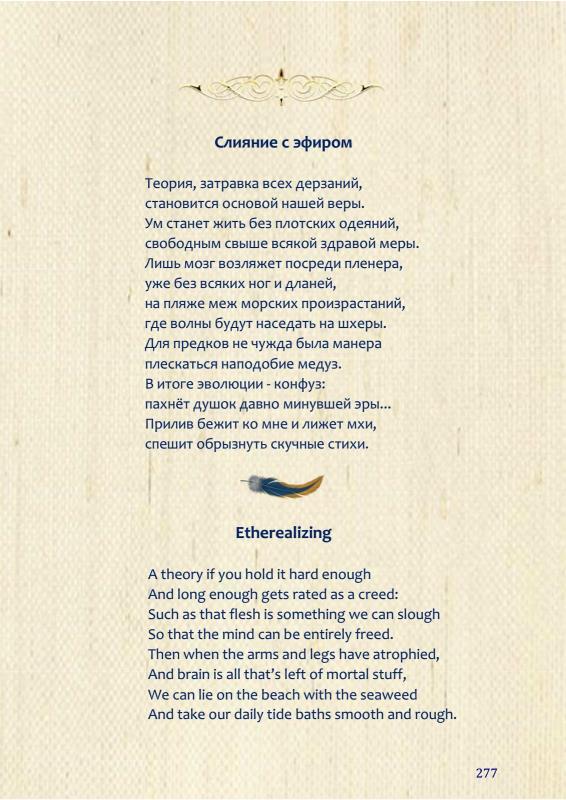 Слияние с эфиром
Теория, затравка всех дерзаний,
становится основой нашей веры.
Ум станет жить без плотских одеяний,
свободным свыше всякой здравой меры.
Лишь мозг возляжет посреди пленера,
уже без всяких ног и дланей,
на пляже меж морских произрастаний,
где волны будут наседать на шхеры.
Для предков не чужда была манера
плескаться наподобие медуз.
В итоге эволюции - конфуз:
пахнёт душок давно минувшей эры...
Прилив бежит ко мне и лижет мхи,
спешит обрызнуть скучные стихи.
Etherealizing
A theory if you hold it hard enough
And long enough gets rated as a creed:
Such as that flesh is something we can slough
So that the mind can be entirely freed.
Then when the arms and legs have atrophied,
And brain is all that’s left of mortal stuff,
We can lie on the beach with the seaweed
And take our daily tide baths smooth and rough.
277